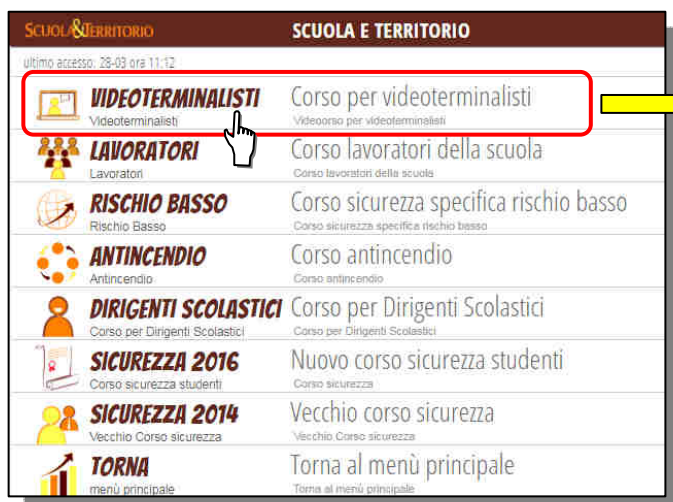 SCUOLA&TERRITORIO SCUOLA E TERRITORIO
ultimo accesso: 28-03 ora 11:12
VIDEOTERMINALISTI Corso per videoterminalisti
Videoterminalisti Videoorso per videoterminalisti
LAVORATORI Corso lavoratori della scuola
Lavoratori Corso lavoratori della scuola
RISCHIO BASSO Corso sicurezza specifica rischio basso
Rischio Basso Corso sicurezza specifica rischio basso
ANTINCENDIO Corso antincendio
Antincendio Corso antincendio
DIRIGENTI SCOLASTICI Corso per Dirigenti Scolastici
Corso per Dirigenti Scolastici Corso per Dirigenti Scolastici
SICUREZZA 2016 Nuovo corso sicurezza studenti
Corso sicurezza studenti Corso sicurezza
SICUREZZA 2014 Vecchio corso sicurezza
Vecchio Corso sicurezza Vecchio Corso sicurezza
TORNA Torna al menù principale
menù principale Torna al menù principale